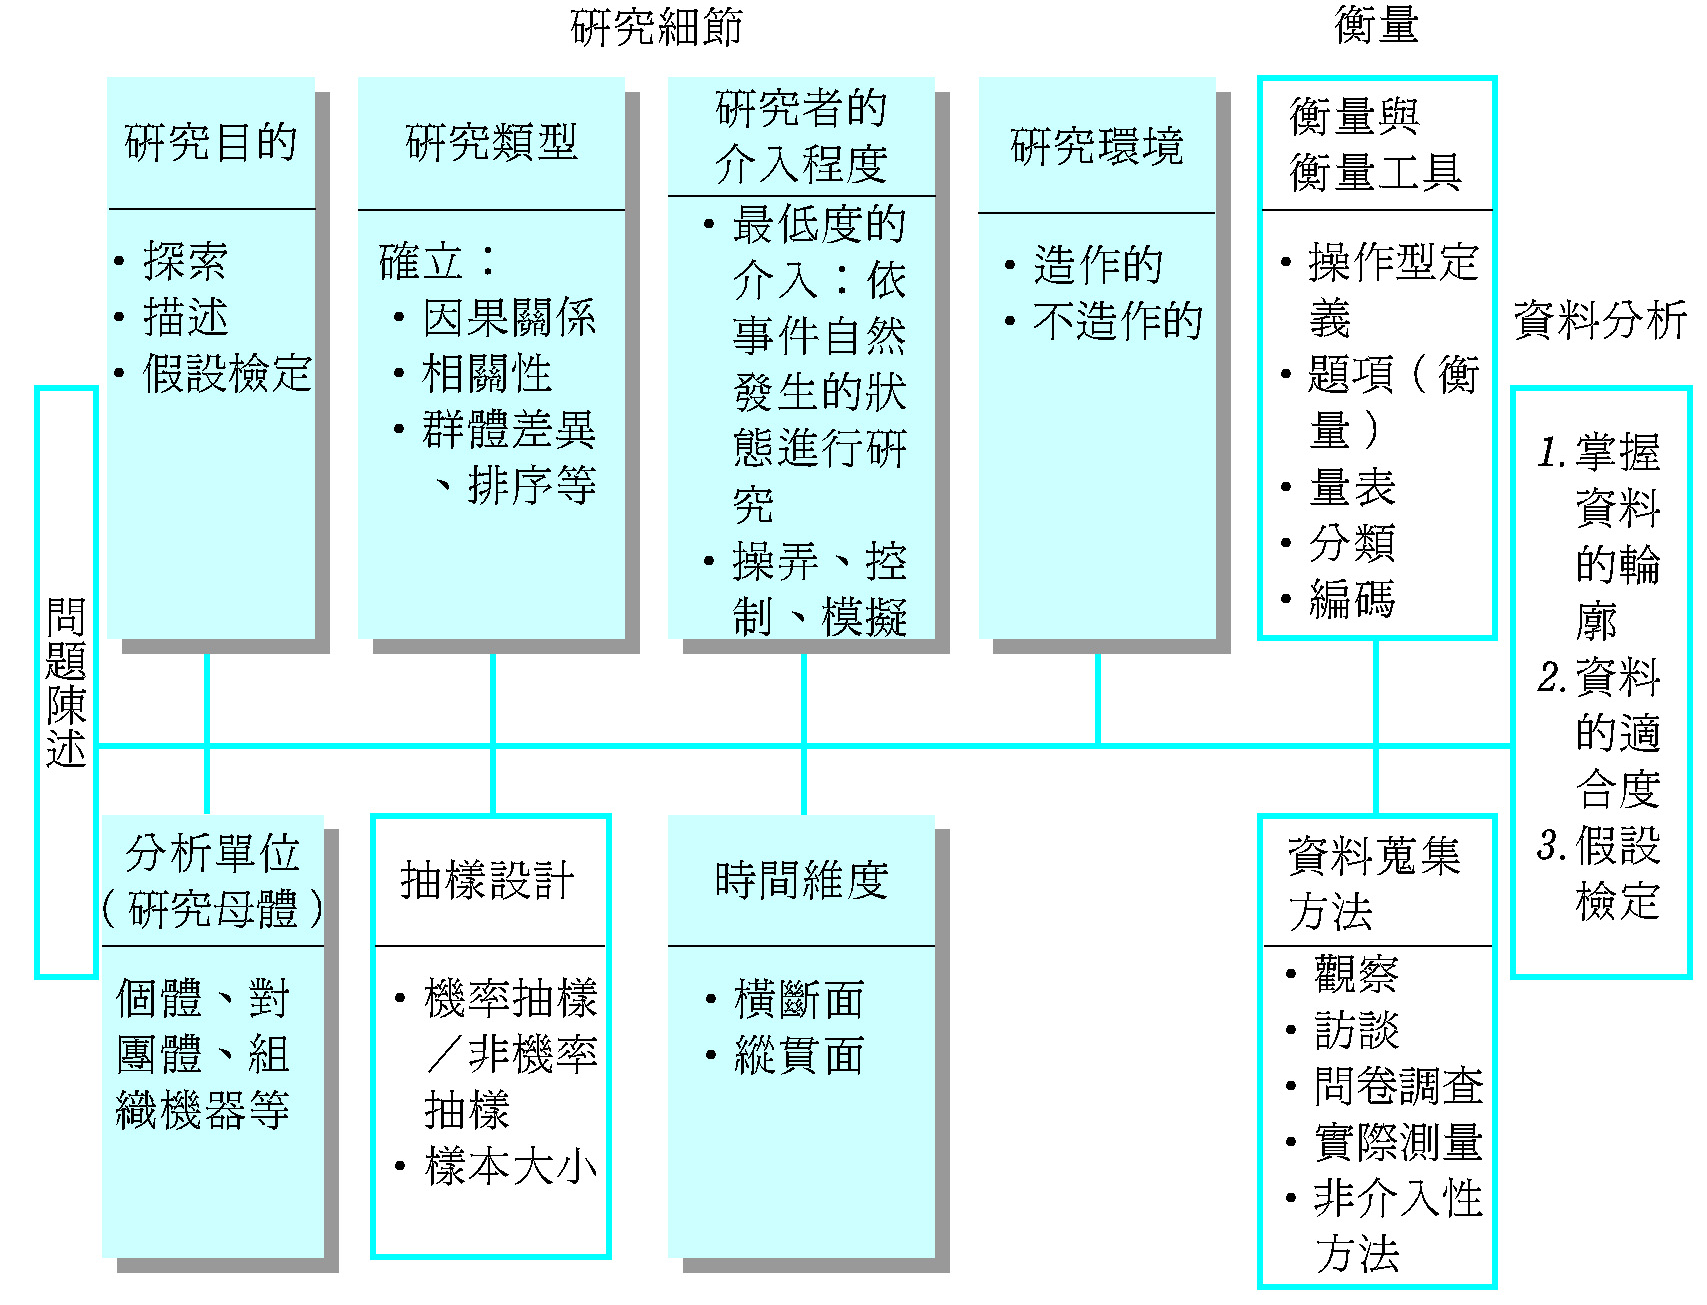 研究細節
衡量
研究目的
・探索
・描述
・假設檢定
研究類型
確立：
・因果關係
・相關性
・群體差異
、排序等
研究者的
介入程度
・最低度的
介入：依
事件自然
發生的狀
態進行研
究
・操弄、控
制、模擬
研究環境
・造作的
・不造作的
衡量與
衡量工具
・操作型定
義
・題項（衡
量）
・量表
・分類
・編碼
資料分析
1.掌握
資料
的輪
廓
2.資料
的適
合度
3.假設
檢定
問題陳述
分析單位
（研究母體）
個體、對
團體、組
織機器等
抽樣設計
・機率抽樣
／非機率
抽樣
・樣本大小
時間維度
・橫斷面
・縱貫面
資料蒐集
方法
・觀察
・訪談
・問卷調查
・實際測量
・非介入性
方法